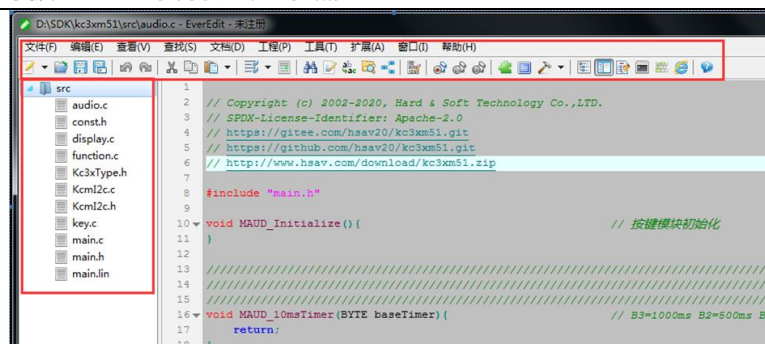 D:\SDK\kc3xm51\src\audio.c - EverEdit - 未注册
文件(F) 编辑(E) 查看(V) 查找(S) 文档(D) 工程(P) 工具(T) 扩展(A) 窗口(I) 帮助(H)
src
audio.c
const.h
display.c
function.c
Kc3xType.h
KcmI2c.c
KcmI2c.h
key.c
main.c
main.h
main.lin
1
2 // Copyright (c) 2002-2020, Hard & Soft Technology Co.,LTD.
3 // SPDX-License-Identifier: Apache-2.0
4 // https://gitee.com/hsav20/kc3xm51.git
5 // https://github.com/hsav20/kc3xm51.git
6 // http://www.hsav.com/download/kc3xm51.zip
7
8 #include "main.h"
9
10 void MAUD_Initialize(){ // 按键模块初始化
11 }
12
13 ////////////////////////////////////////////////////////////////////////////////////
14 ////////////////////////////////////////////////////////////////////////////////////
15 ////////////////////////////////////////////////////////////////////////////////////
16 void MAUD_10msTimer(BYTE baseTimer){ // B3=1000ms B2=500ms B
17 return;